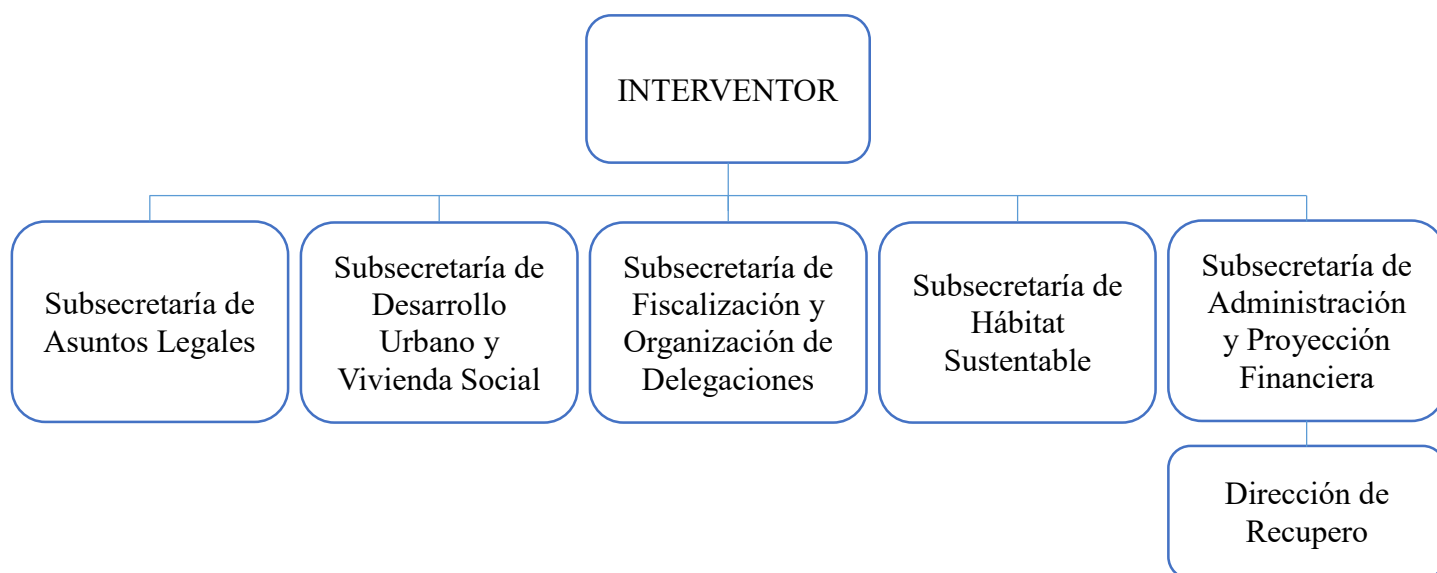 INTERVENTOR
Subsecretaría de
Asuntos Legales
Subsecretaría de
Desarrollo
Urbano y
Vivienda Social
Subsecretaría de
Fiscalización y
Organización de
Delegaciones
Subsecretaría de
Hábitat
Sustentable
Subsecretaría de
Administración
y Proyección
Financiera
Dirección de
Recupero